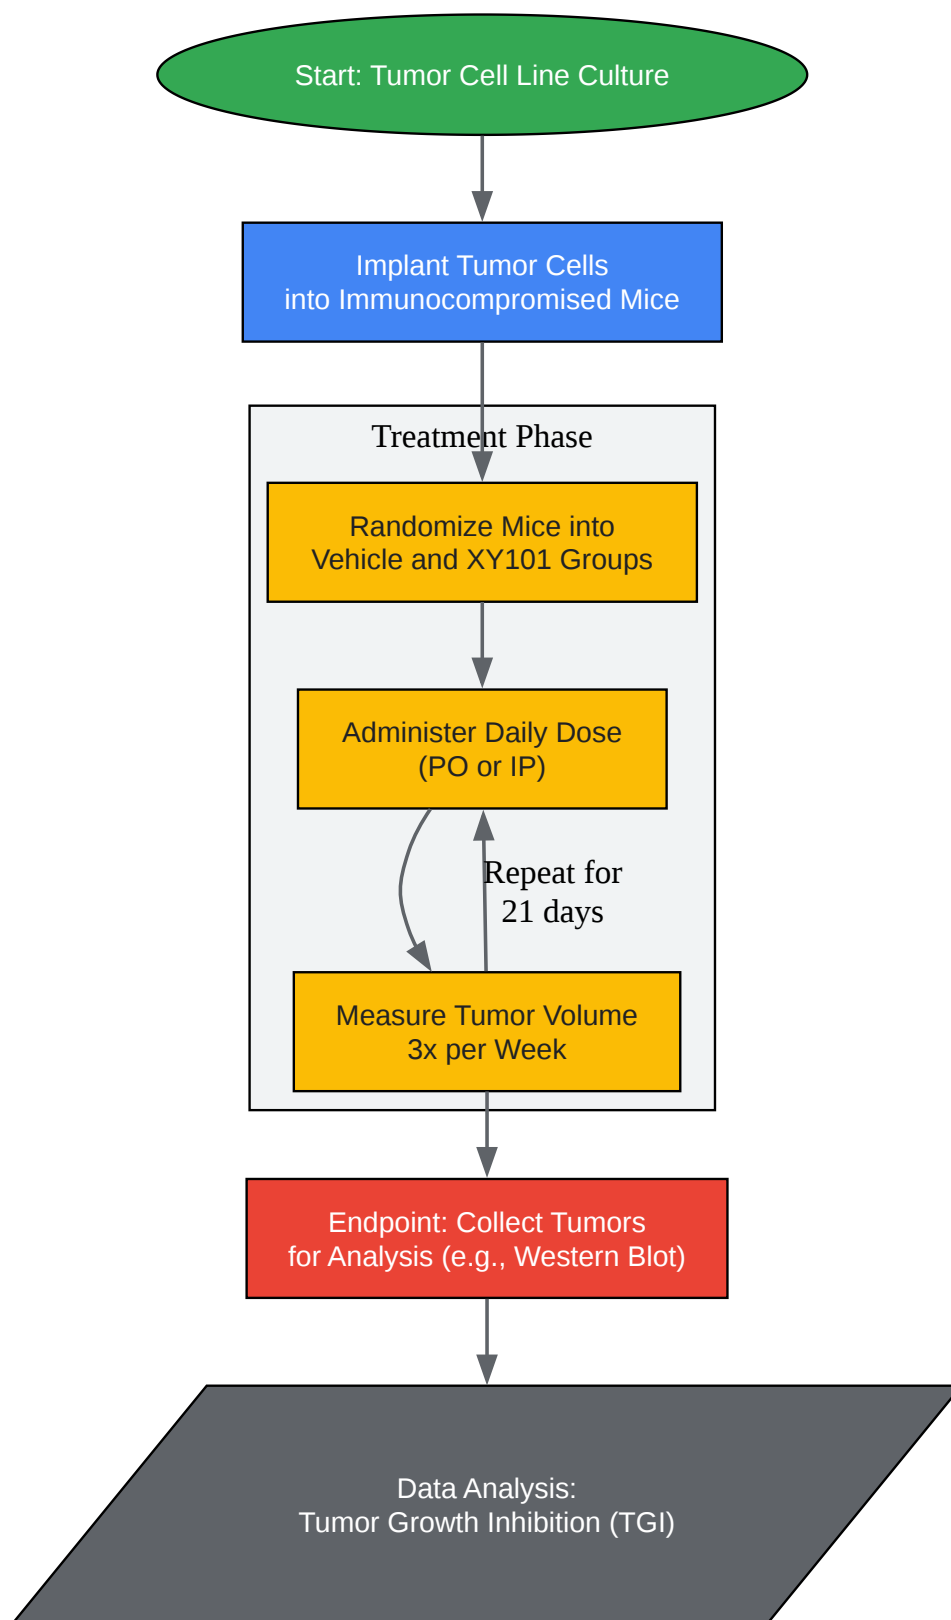 Start: Tumor Cell Line Culture
Implant Tumor Cells
into Immunocompromised Mice
Treatment Phase
Randomize Mice into
Vehicle and XY101 Groups
Administer Daily Dose
(PO or IP)
Repeat for
21 days
Measure Tumor Volume
3x per Week
Endpoint: Collect Tumors
for Analysis (e.g., Western Blot)
Data Analysis:
Tumor Growth Inhibition (TGI)